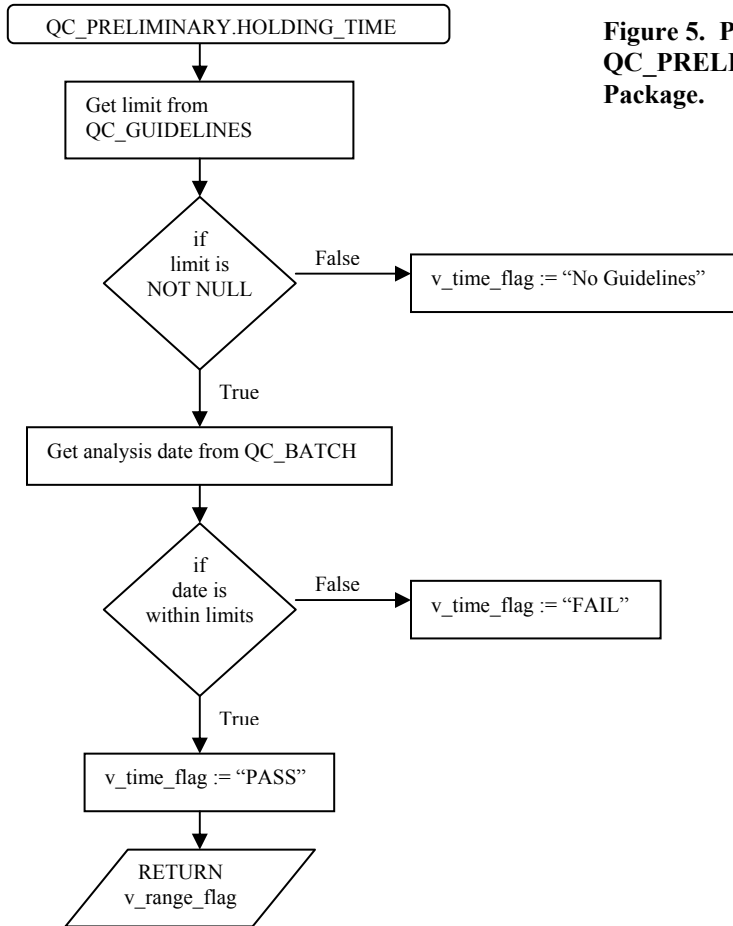 QC_PRELIMINARY.HOLDING_TIME
Figure 5. P
QC_PRELI
Package.
Get limit from
QC_GUIDELINES
if
limit is
NOT NULL
False
v_time_flag := “No Guidelines”
True
Get analysis date from QC_BATCH
if
date is
within limits
False
v_time_flag := “FAIL”
True
v_time_flag := “PASS”
RETURN
v_range_flag